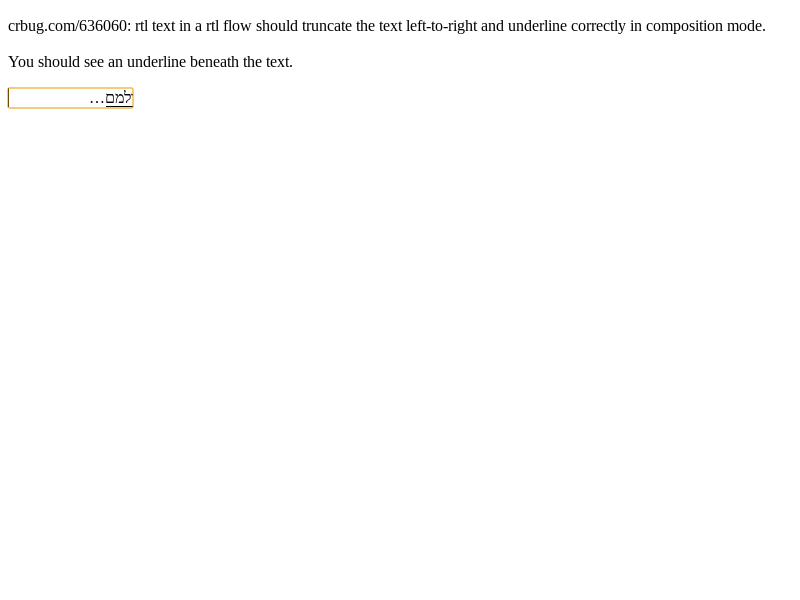 crbug.com/636060: rtl text in a rtl flow should truncate the text left-to-right and underline correctly in composition mode.
You should see an underline beneath the text.
למם…